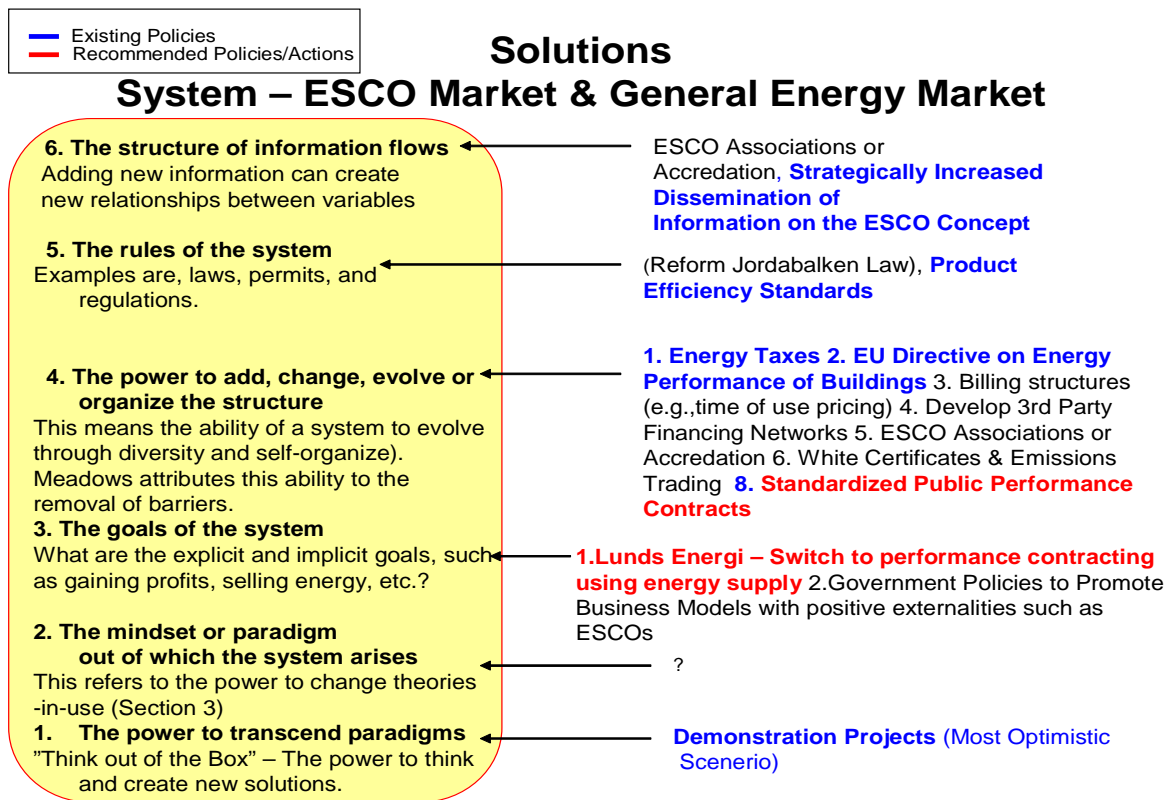 Existing Policies
Recommended Policies/Actions
Solutions
System – ESCO Market & General Energy Market
6. The structure of information flows
Adding new information can create
new relationships between variables
ESCO Associations or
Accredation, Strategically Increased
Dissemination of
Information on the ESCO Concept
5. The rules of the system
Examples are, laws, permits, and
regulations.
(Reform Jordabalken Law), Product
Efficiency Standards
4. The power to add, change, evolve or
organize the structure
This means the ability of a system to evolve
through diversity and self-organize).
Meadows attributes this ability to the
removal of barriers.
1. Energy Taxes 2. EU Directive on Energy
Performance of Buildings 3. Billing structures
(e.g.,time of use pricing) 4. Develop 3rd Party
Financing Networks 5. ESCO Associations or
Accredation 6. White Certificates & Emissions
Trading 8. Standardized Public Performance
Contracts
3. The goals of the system
What are the explicit and implicit goals, such
as gaining profits, selling energy, etc.?
1.Lunds Energi – Switch to performance contracting
using energy supply 2.Government Policies to Promote
Business Models with positive externalities such as
ESCOs
2. The mindset or paradigm
out of which the system arises
This refers to the power to change theories
-in-use (Section 3)
?
1. The power to transcend paradigms
”Think out of the Box” – The power to think
and create new solutions.
Demonstration Projects (Most Optimistic
Scenerio)